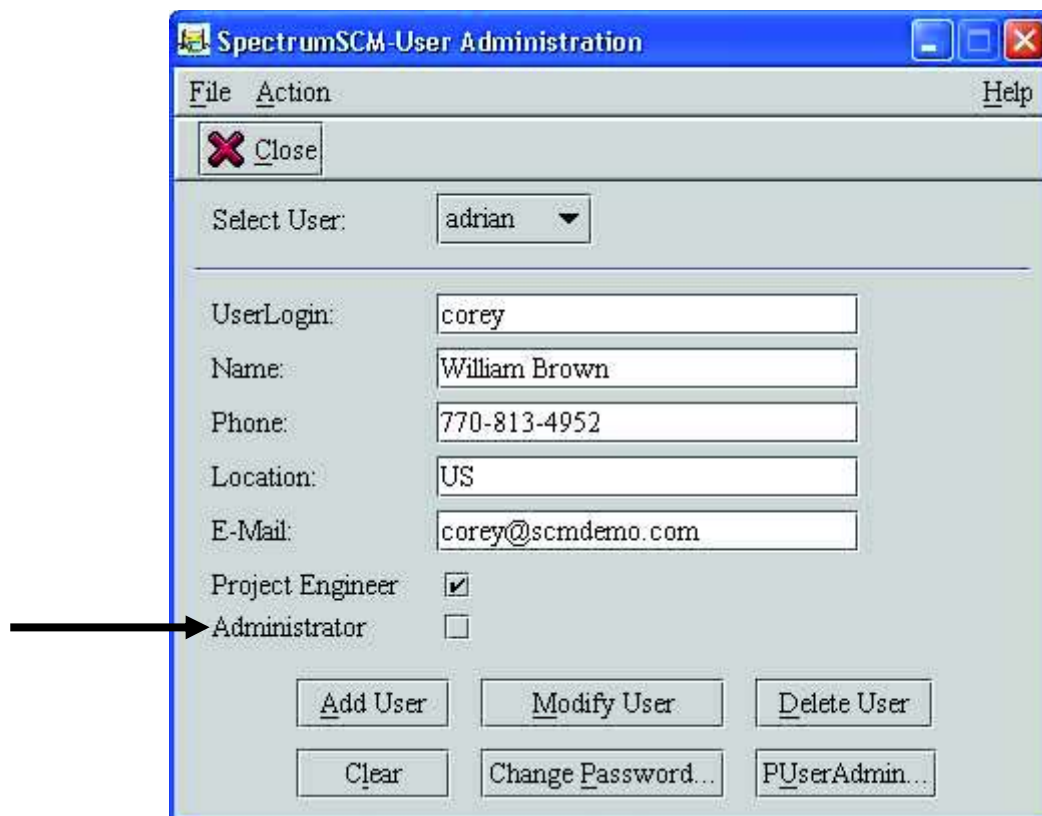 SpectrumSCM-User Administration
File Action Help
Close
Select User: adrian
UserLogin: corey
Name: William Brown
Phone: 770-813-4952
Location: US
E-Mail: corey@scmdemo.com
Project Engineer
Administrator
Add User Modify User Delete User
Clear Change Password... PUserAdmin...